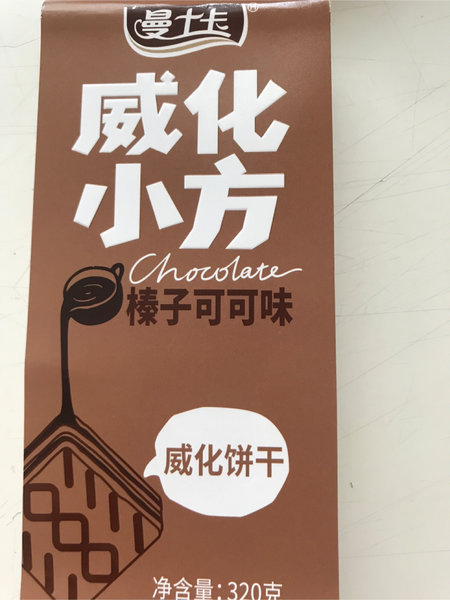 曼士卡®
威化
小方
Chocolate
榛子可可味
威化饼干
净含量:320克